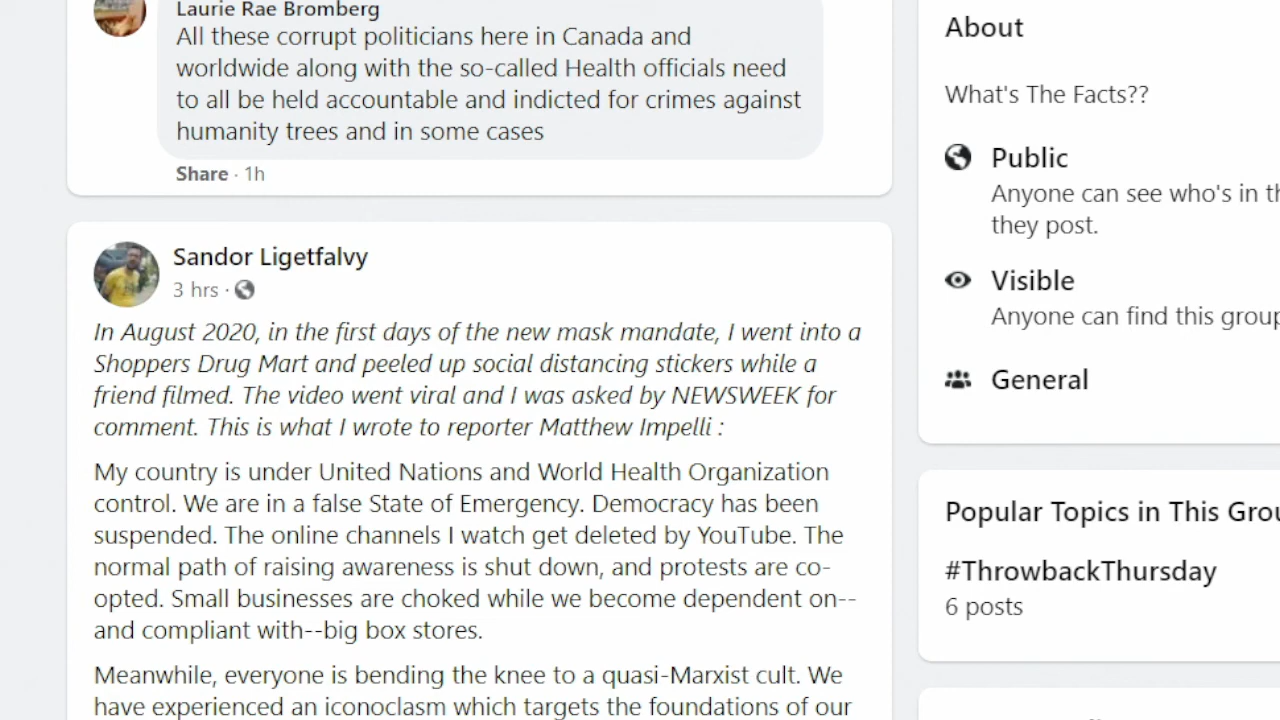 Laurie Rae Bromberg
All these corrupt politicians here in Canada and
worldwide along with the so-called Health officials need
to all be held accountable and indicted for crimes against
humanity trees and in some cases
Share · 1h
Sandor Ligetfalvy
3 hrs ·
In August 2020, in the first days of the new mask mandate, I went into a
Shoppers Drug Mart and peeled up social distancing stickers while a
friend filmed. The video went viral and I was asked by NEWSWEEK for
comment. This is what I wrote to reporter Matthew Impelli :
My country is under United Nations and World Health Organization
control. We are in a false State of Emergency. Democracy has been
suspended. The online channels I watch get deleted by YouTube. The
normal path of raising awareness is shut down, and protests are co-
opted. Small businesses are choked while we become dependent on--
and compliant with--big box stores.
Meanwhile, everyone is bending the knee to a quasi-Marxist cult. We
have experienced an iconoclasm which targets the foundations of our
About
What's The Facts??
Public
Anyone can see who's in
they post.
Visible
Anyone can find this group
General
Popular Topics in This
#ThrowbackThursday
6 posts